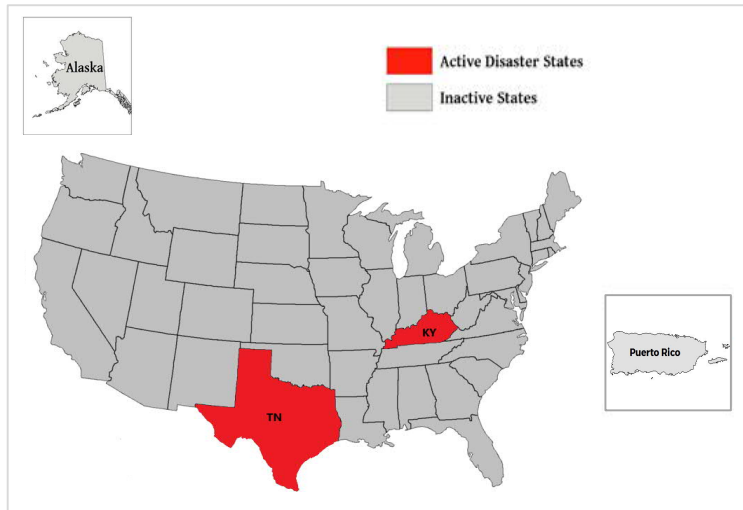 Alaska
Active Disaster States
Inactive States
KY
Puerto Rico
TN